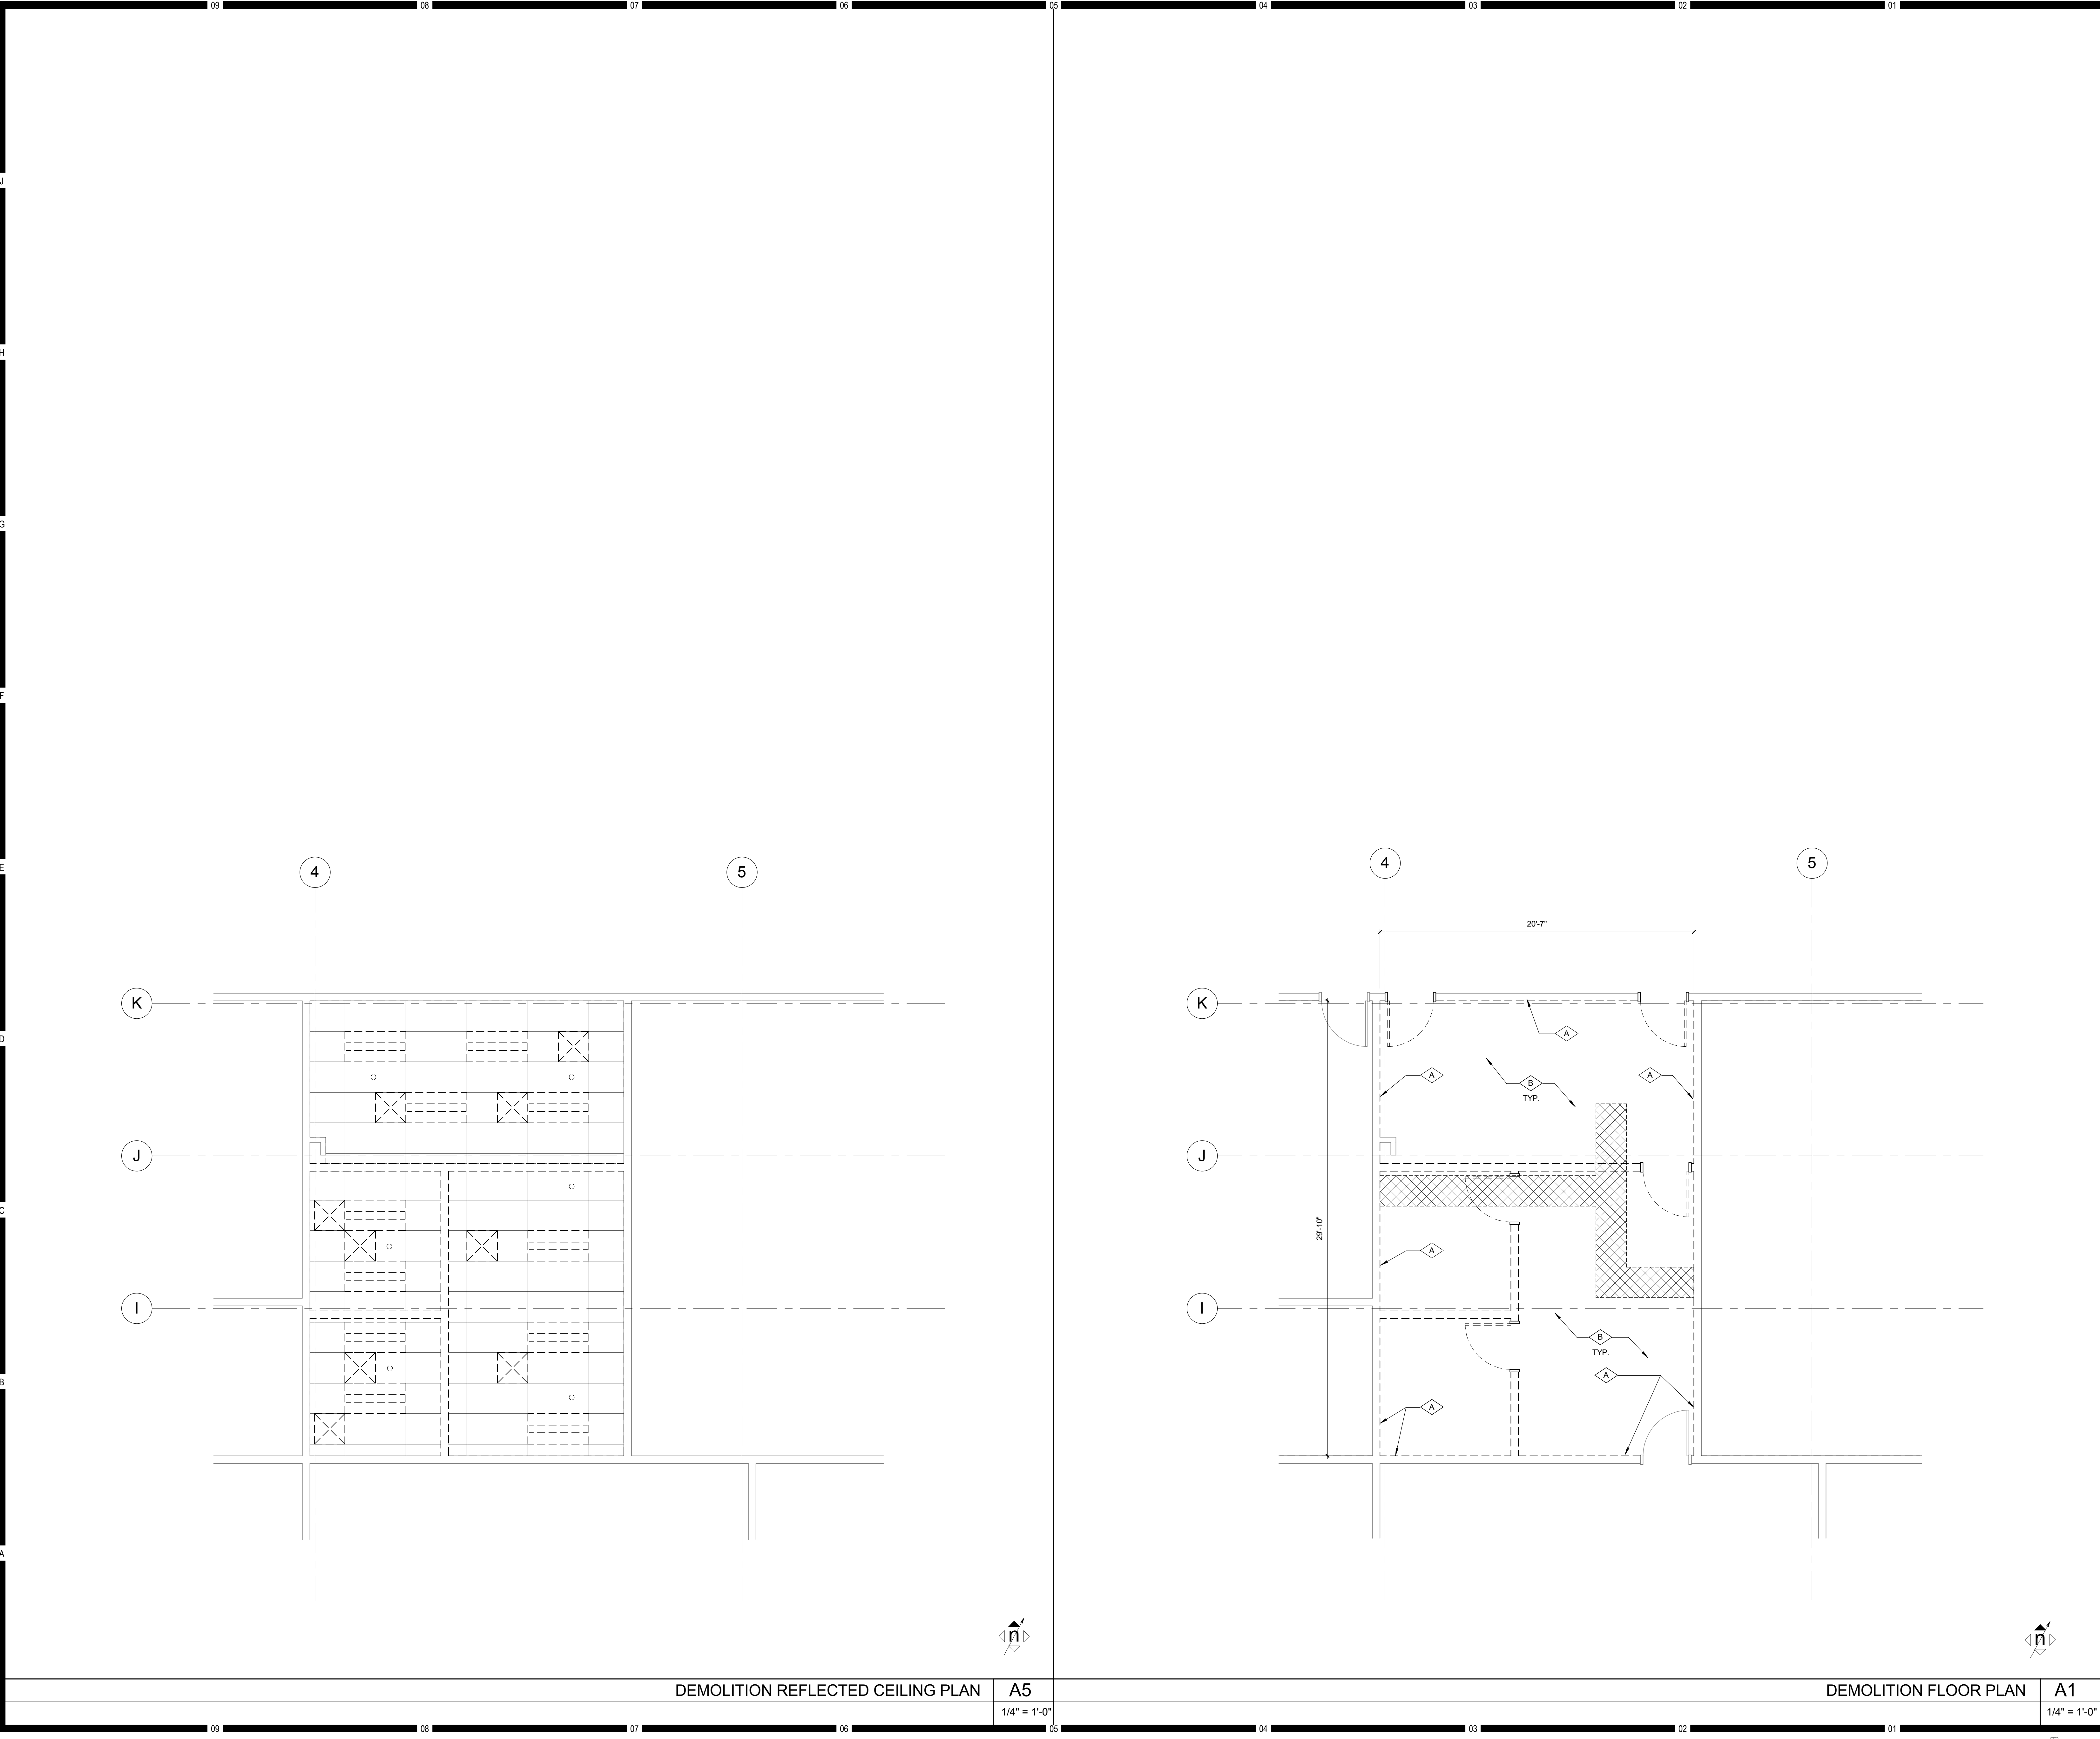 09 08 07 06 05 04 03 02 01
J
H
G
F
E
D
C
B
A
4 5
K
J
I
4 5
20'-7"
K
A
A
B
A
TYP.
J
29'-10"
A
I
B
TYP.
A
A
n
n
DEMOLITION REFLECTED CEILING PLAN A5
1/4" = 1'-0"
DEMOLITION FLOOR PLAN A1
1/4" = 1'-0"
09 08 07 06 05 04 03 02 01